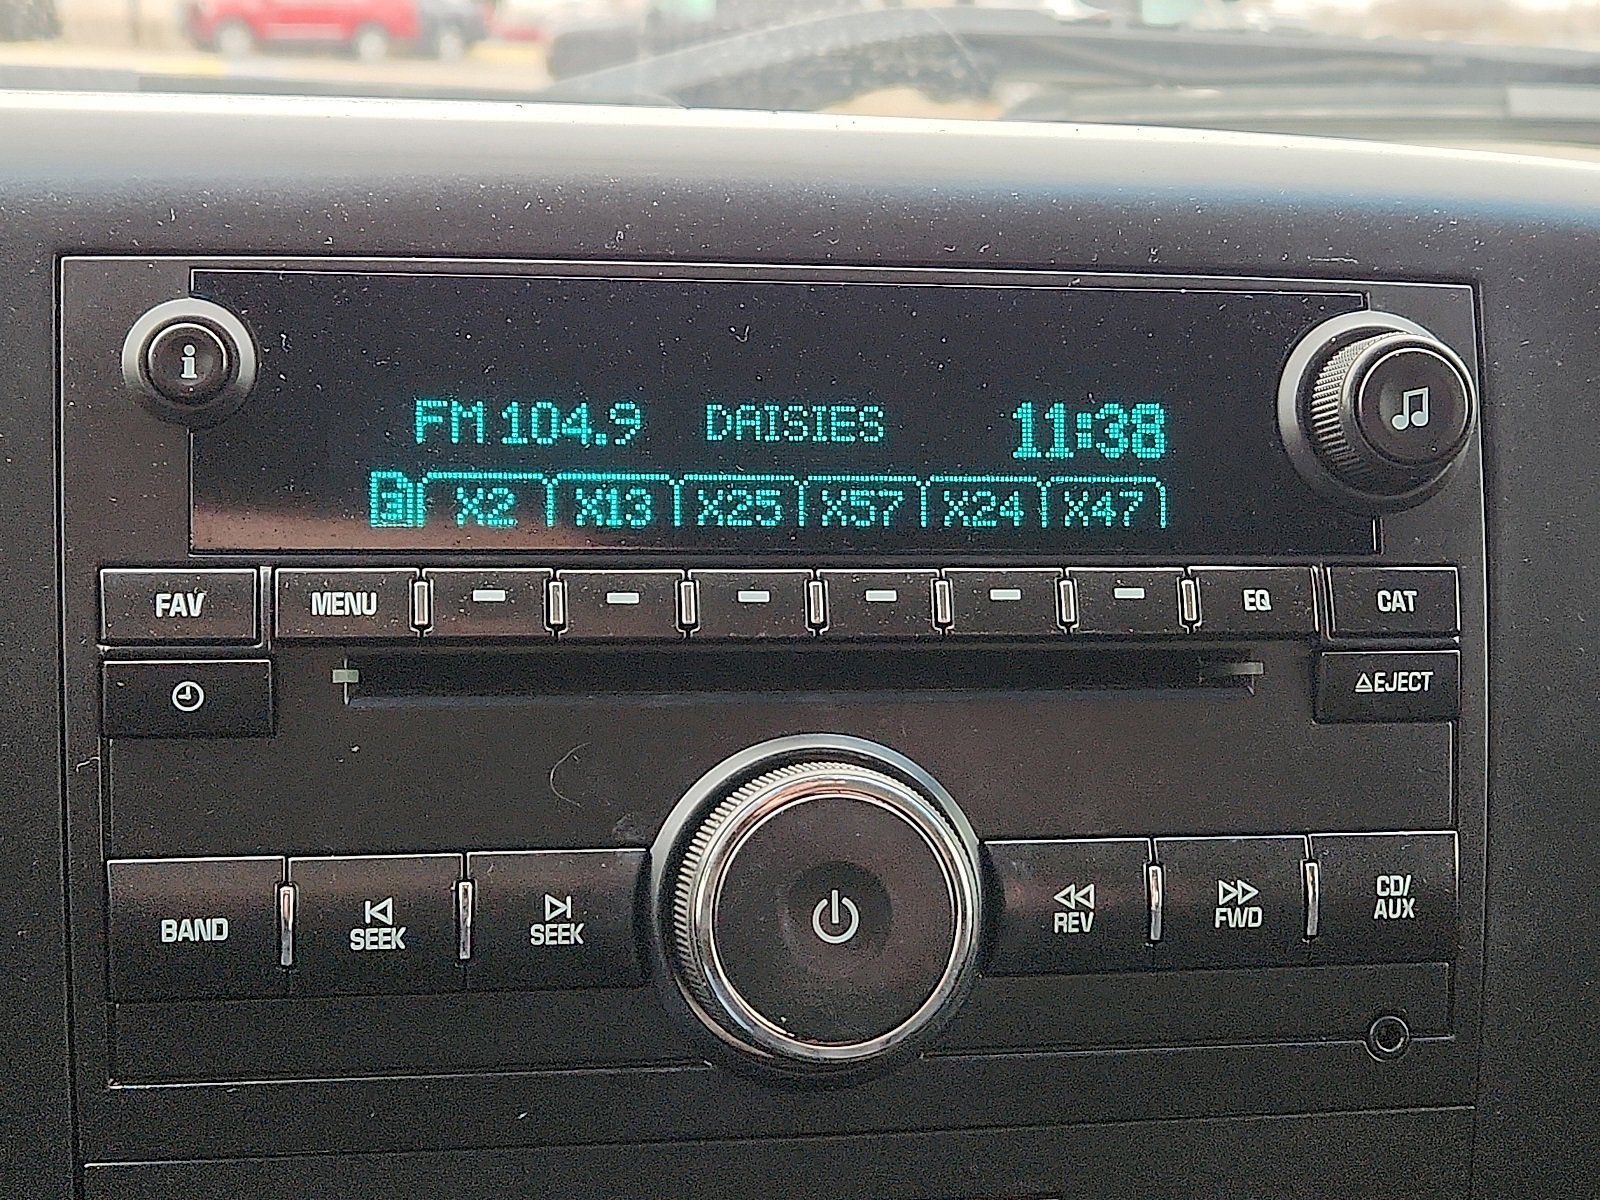 i
FM 104.9 DAISIES 11:38
X2 X13 X25 X57 X24 X47
FAV MENU EQ CAT
EJECT
BAND SEEK SEEK REV FWD CD/
AUX